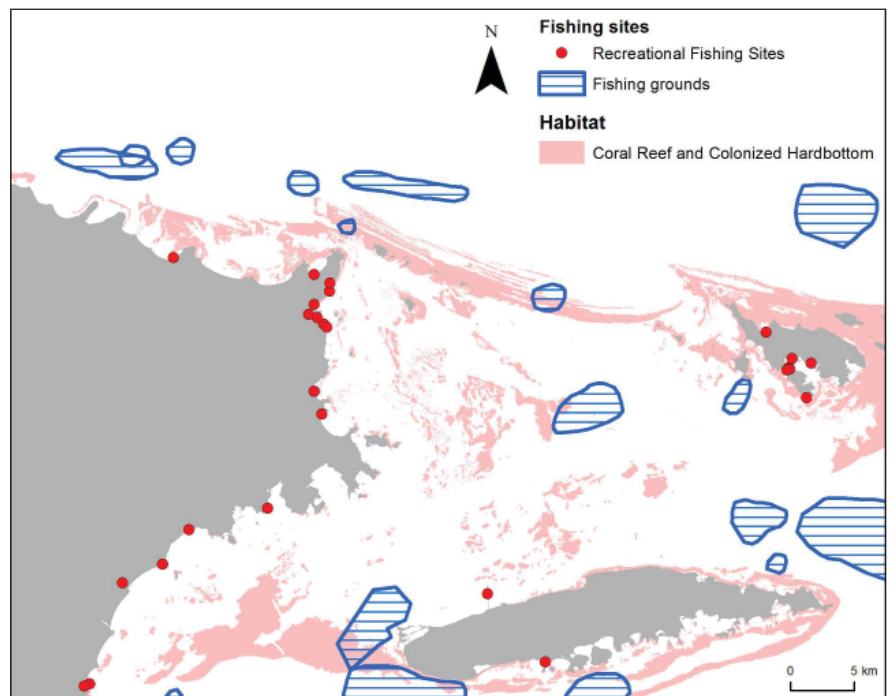 N
Fishing sites
Recreational Fishing Sites
Fishing grounds
Habitat
Coral Reef and Colonized Hardbottom
0 5 km